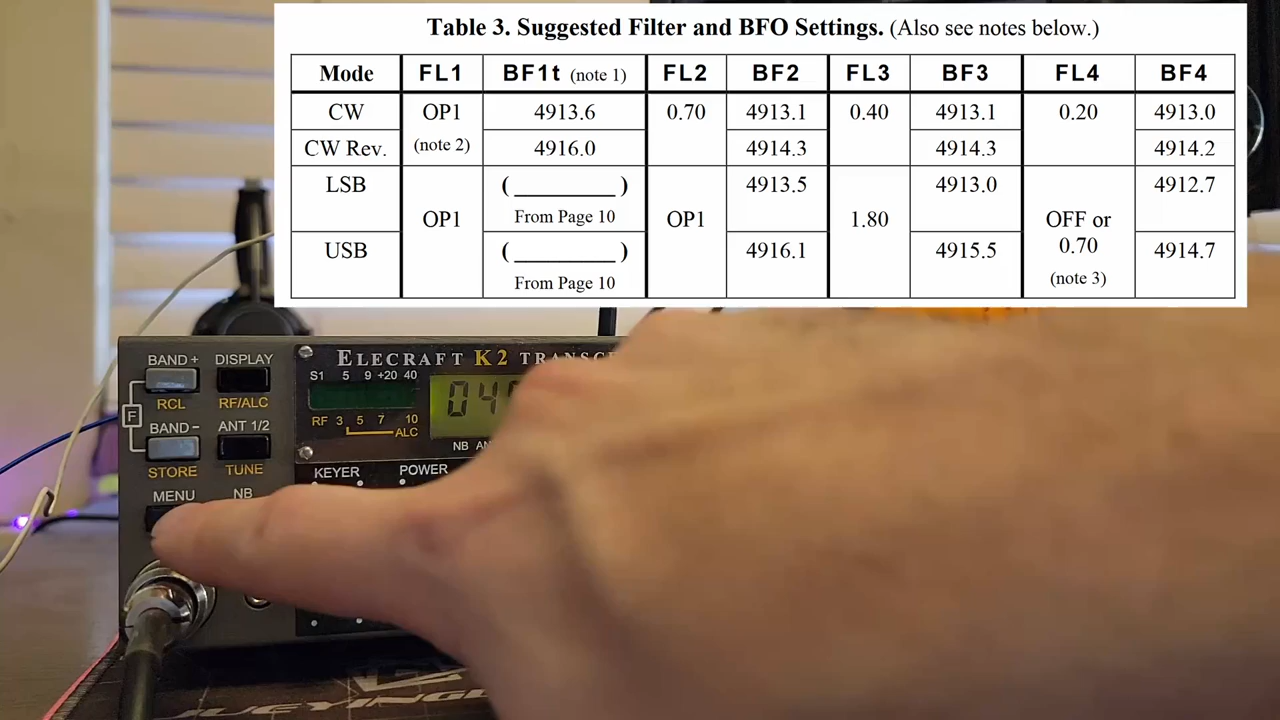 Table 3. Suggested Filter and BFO Settings. (Also see notes below.)
Mode FL1 BF1t (note 1) FL2 BF2 FL3 BF3 FL4 BF4
CW OP1 4913.6 0.70 4913.1 0.40 4913.1 0.20 4913.0
CW Rev. (note 2) 4916.0 4914.3 4914.3 4914.2
LSB ( ________ ) 4913.5 4913.0 4912.7
From Page 10
OP1 OP1 1.80 OFF or
0.70
USB ( ________ ) 4916.1 4915.5 4914.7
From Page 10 (note 3)
BAND + DISPLAY
ELECRAFT K2
S1 5 9 +20 40
RCL RF/ALC
F
RF 3 5 7 10
ALC
BAND - ANT 1/2
NB
STORE TUNE
KEYER POWER
MENU NB